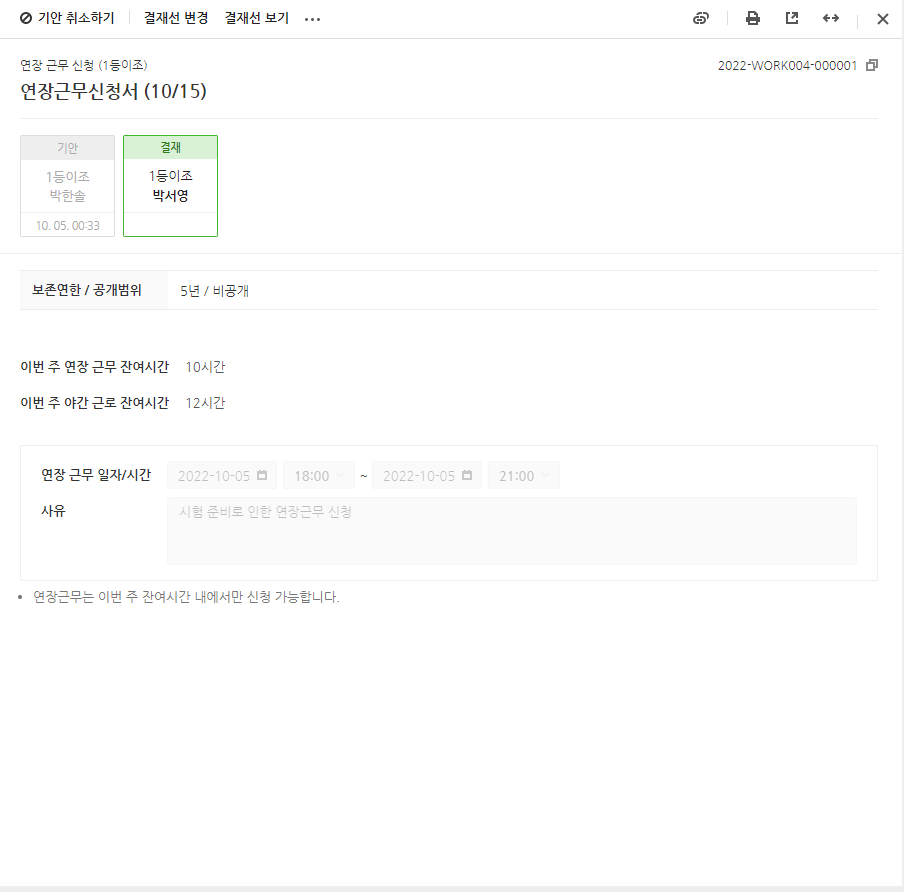 기안 취소하기 결재선 변경 결재선 보기 ...
연장 근무 신청 (1등이조) 2022-WORK004-000001
연장근무신청서 (10/15)
기안 결재
1등이조 1등이조
박한솔 박서영
10. 05. 00:33
보존연한 / 공개범위 5년 / 비공개
이번 주 연장 근무 잔여시간 10시간
이번 주 야간 근로 잔여시간 12시간
연장 근무 일자/시간 2022-10-05 18:00 ~ 2022-10-05 21:00
사유 시험 준비로 인한 연장근무 신청
• 연장근무는 이번 주 잔여시간 내에서만 신청 가능합니다.